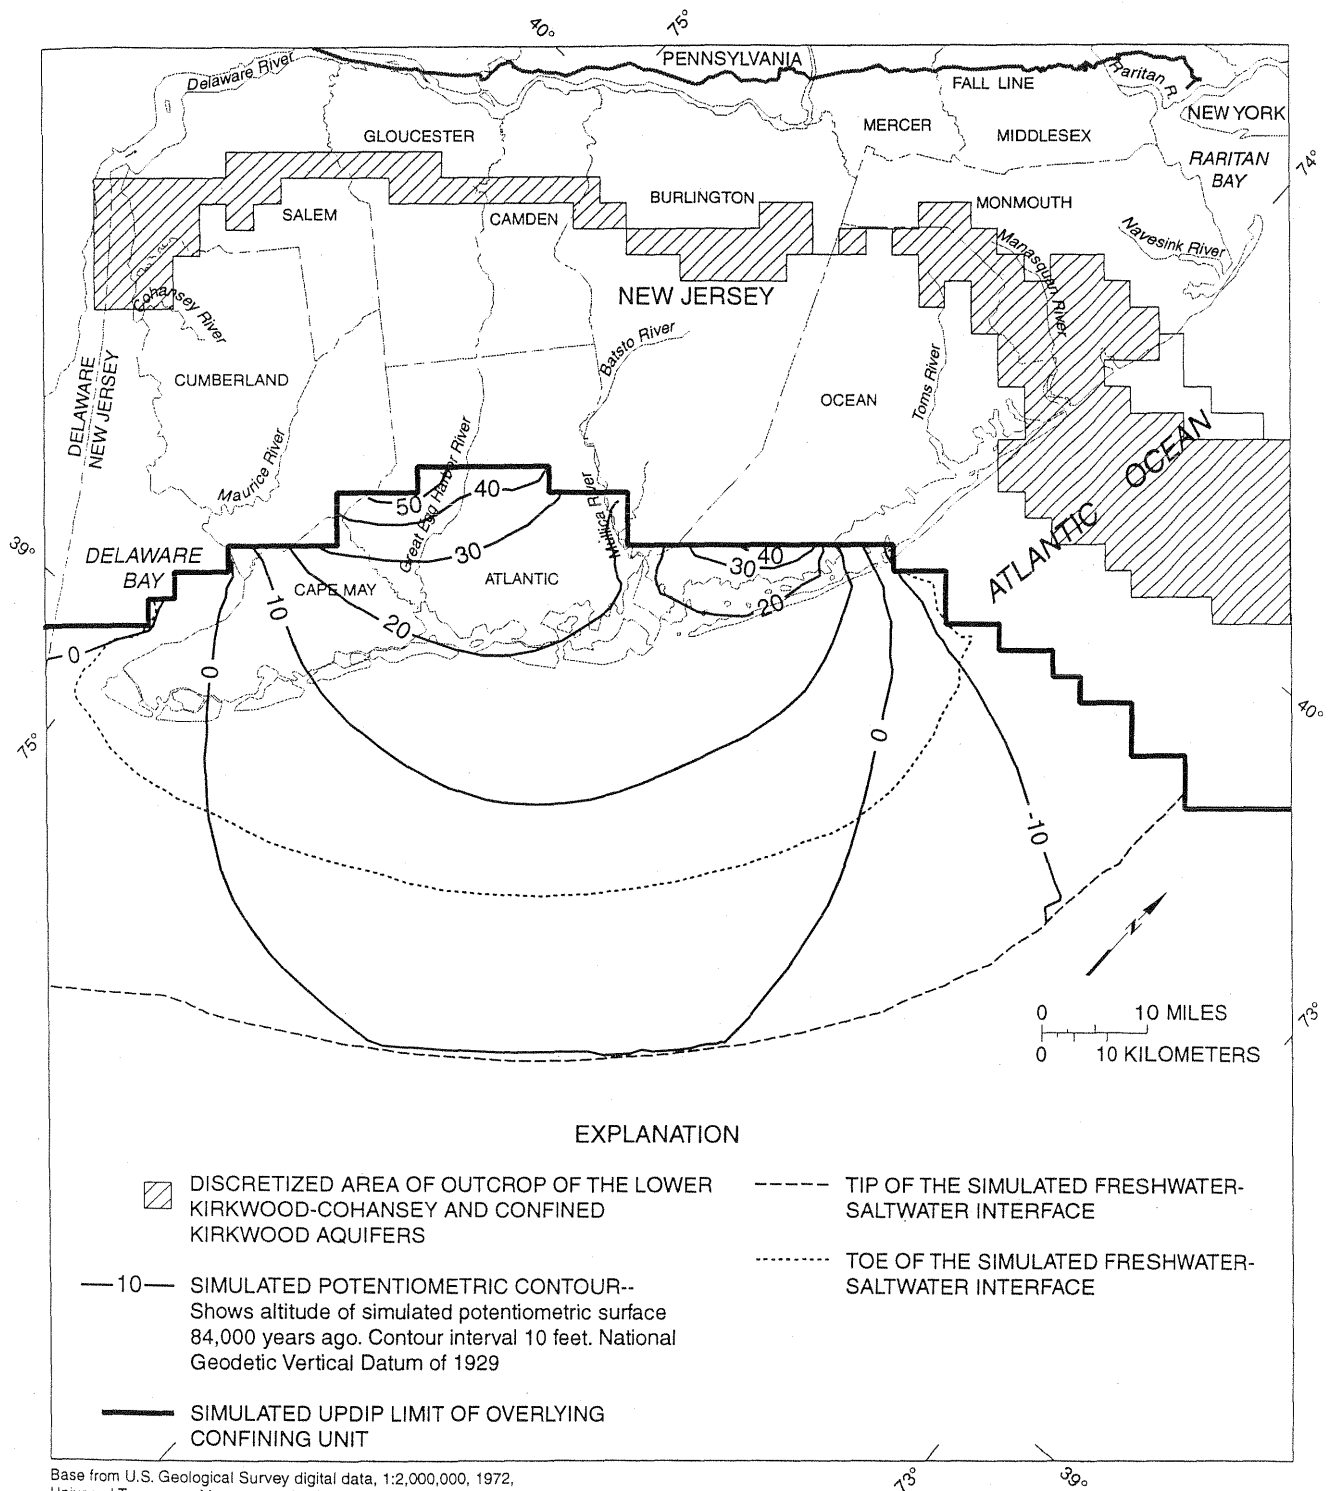 40°
75°
PENNSYLVANIA
Delaware River
FALL LINE
Raritan R.
NEW YORK
GLOUCESTER
MERCER
MIDDLESEX
RARITAN
BAY
74°
SALEM
CAMDEN
BURLINGTON
MONMOUTH
Navesink River
Manasquan River
Cohansey River
NEW JERSEY
Batsto River
DELAWARE
NEW JERSEY
CUMBERLAND
OCEAN
Toms River
Maurice River
Great Egg Harbor River
Mullica River
ATLANTIC OCEAN
50
40
30
39°
DELAWARE
BAY
CAPE MAY
ATLANTIC
40
30
20
10
20
0
0
0
-10
75°
40°
N
73°
0 10 MILES
0 10 KILOMETERS
EXPLANATION
DISCRETIZED AREA OF OUTCROP OF THE LOWER
KIRKWOOD-COHANSEY AND CONFINED
KIRKWOOD AQUIFERS
10
SIMULATED POTENTIOMETRIC CONTOUR--
Shows altitude of simulated potentiometric surface
84,000 years ago. Contour interval 10 feet. National
Geodetic Vertical Datum of 1929
SIMULATED UPDIP LIMIT OF OVERLYING
CONFINING UNIT
TIP OF THE SIMULATED FRESHWATER-
SALTWATER INTERFACE
TOE OF THE SIMULATED FRESHWATER-
SALTWATER INTERFACE
73°
39°
Base from U.S. Geological Survey digital data, 1:2,000,000, 1972,